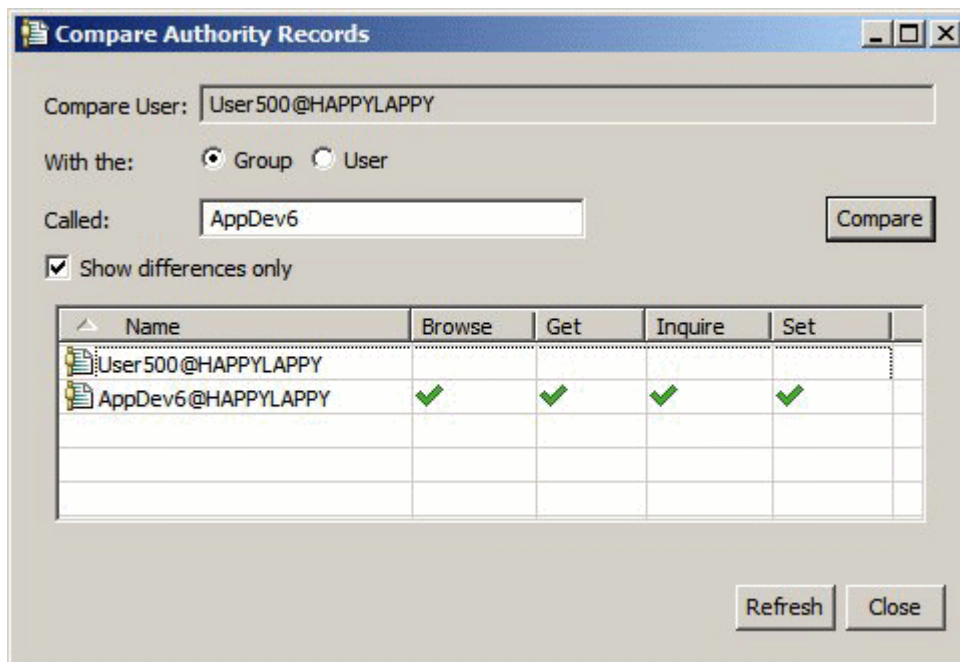 Compare Authority Records
Compare User: User500@HAPPYLAPPY
With the: Group User
Called: AppDev6 Compare
Show differences only
Name Browse Get Inquire Set
User500@HAPPYLAPPY
AppDev6@HAPPYLAPPY
Refresh Close